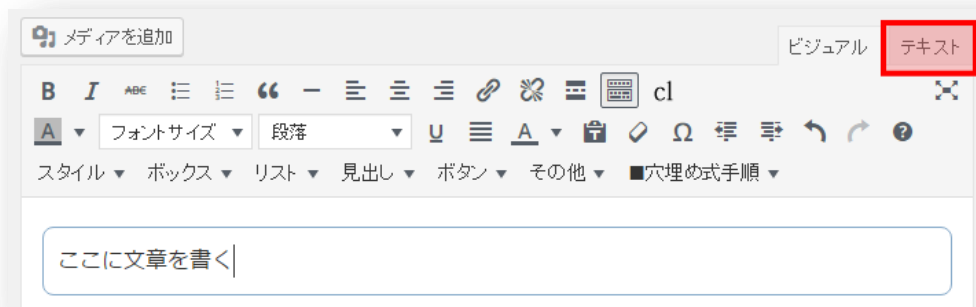 メディアを追加
ビジュアル テキスト
B I ABE “ cl
A フォントサイズ 段落 U A Ω ?
スタイル ボックス リスト 見出し ボタン その他 ■穴埋め式手順
ここに文章を書く